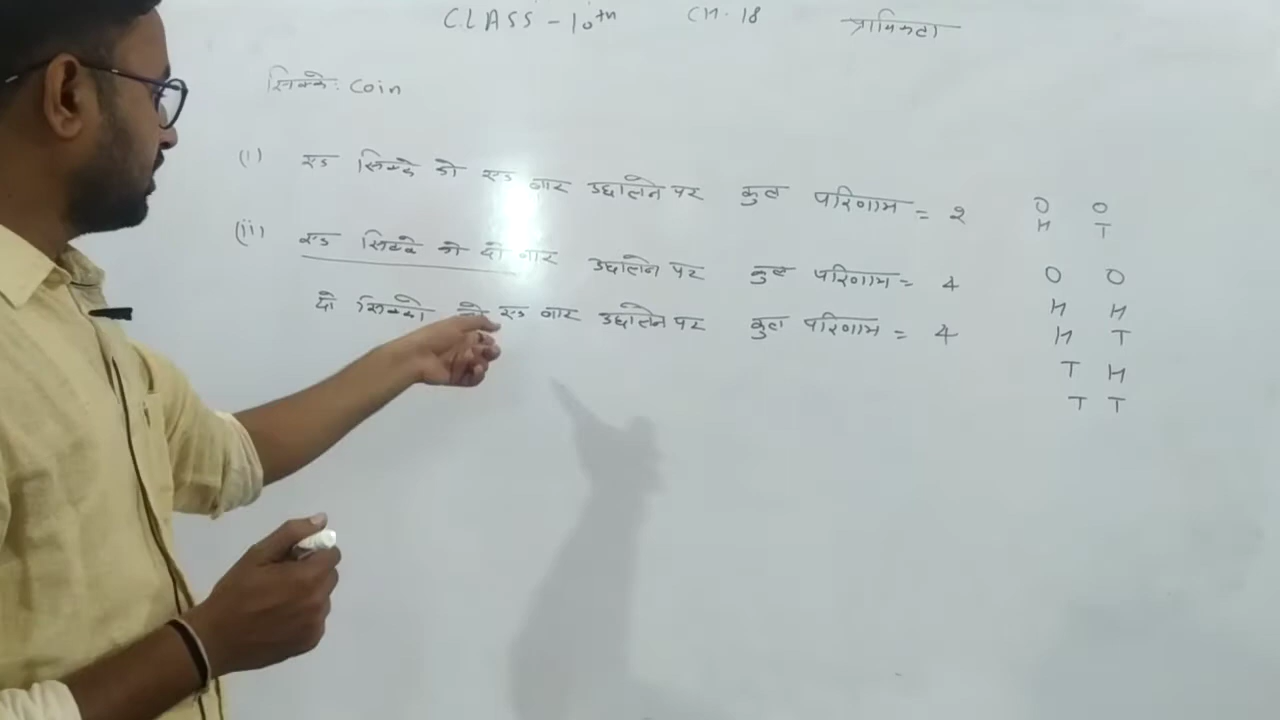 CLASS - 10th CH. 18 प्रायिकता
सिक्के: Coin
(i) एक सिक्के को एक बार उछालने पर कुल परिणाम = 2 O O
H T
(ii) एक सिक्के को दो बार उछालने पर कुल परिणाम = 4 O O
दो सिक्को को एक बार उछालने पर कुल परिणाम = 4 H H
H T
T H
T T